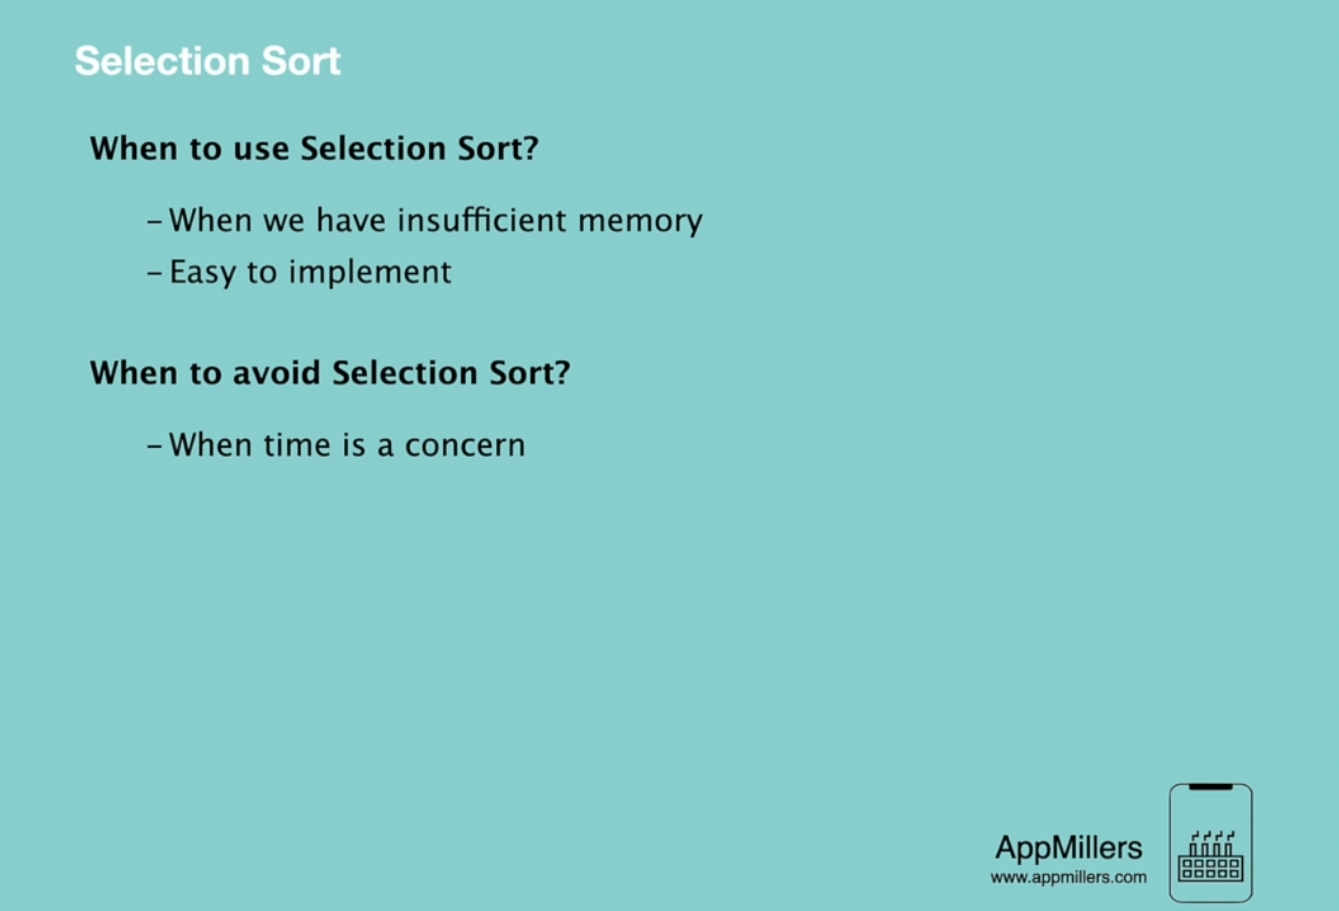 Selection Sort
When to use Selection Sort?
– When we have insufficient memory
– Easy to implement
When to avoid Selection Sort?
– When time is a concern
AppMillers
www.appmillers.com